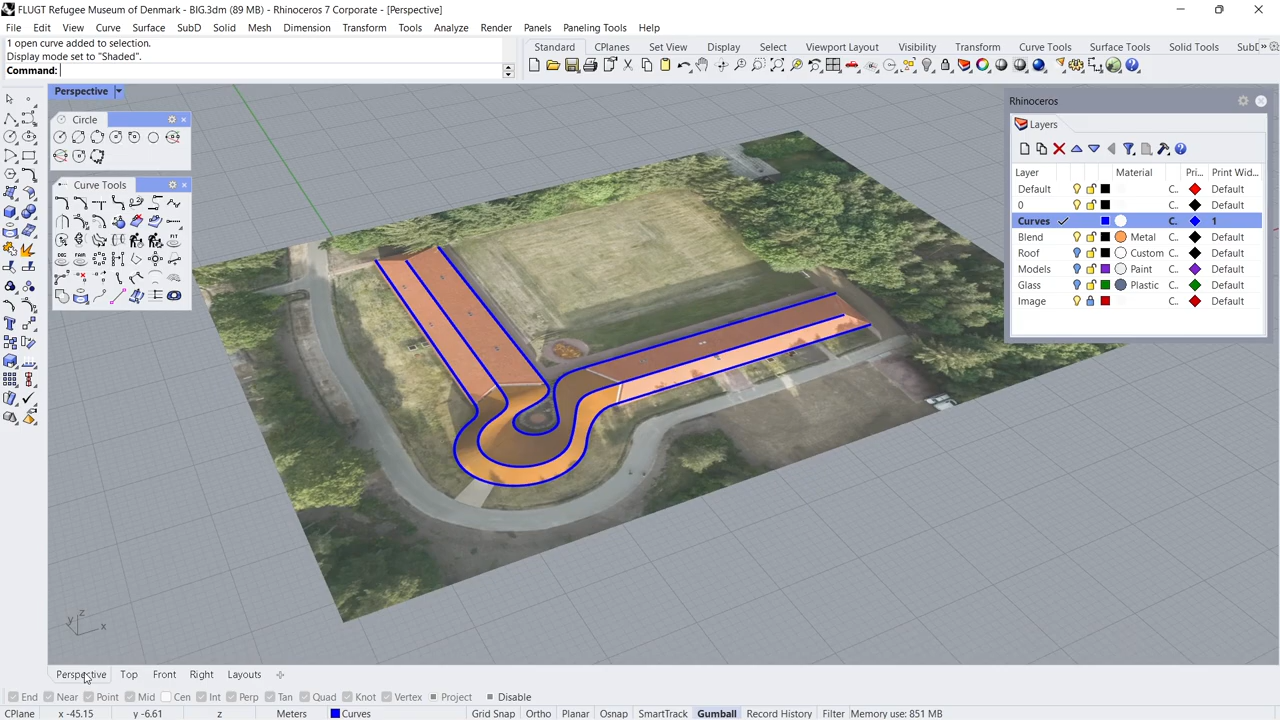 FLUGT Refugee Museum of Denmark - BIG.3dm (89 MB) - Rhinoceros 7 Corporate - [Perspective]
File Edit View Curve Surface SubD Solid Mesh Dimension Transform Tools Analyze Render Panels Paneling Tools Help
1 open curve added to selection.
Display mode set to "Shaded".
Command:
Standard CPlanes Set View Display Select Viewport Layout Visibility Transform Curve Tools Surface Tools Solid Tools SubD »
Perspective
Circle
Curve Tools
Rhinoceros
Layers
Layer Material Pri... Print Wid...
Default C.. Default
0 C.. Default
Curves C.. 1
Blend Metal C.. Default
Roof Custom C.. Default
Models Paint C.. Default
Glass Plastic C.. Default
Image C.. Default
z
y
x
Perspective Top Front Right Layouts
End Near Point Mid Cen Int Perp Tan Quad Knot Vertex Project Disable
CPlane x -45.15 y -6.61 z Meters Curves Grid Snap Ortho Planar Osnap SmartTrack Gumball Record History Filter Memory use: 851 MB